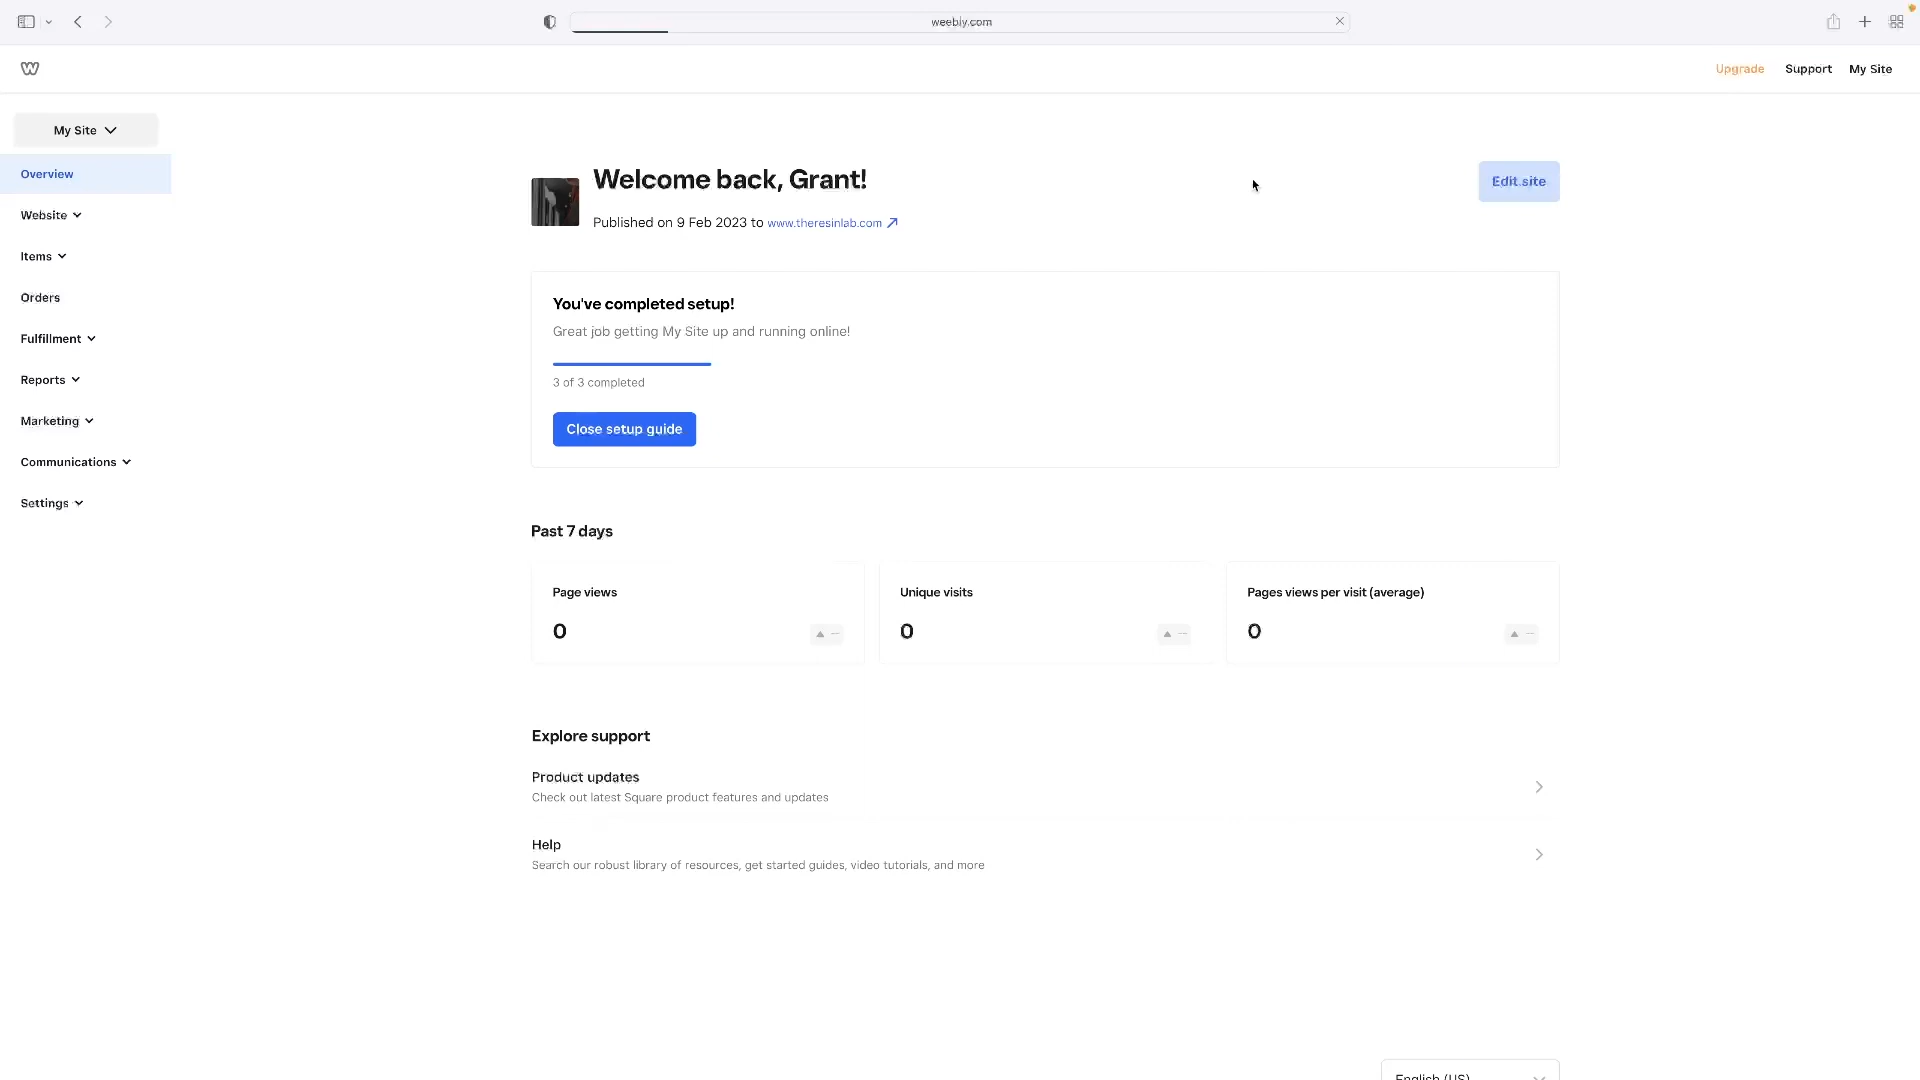 weebly.com
Upgrade
Support
My Site
My Site
Overview
Website
Items
Orders
Fulfillment
Reports
Marketing
Communications
Settings
Welcome back, Grant!
Published on 9 Feb 2023 to www.theresinlab.com
Edit site
You've completed setup!
Great job getting My Site up and running online!
3 of 3 completed
Close setup guide
Past 7 days
Page views
0
Unique visits
0
Pages views per visit (average)
0
Explore support
Product updates
Check out latest Square product features and updates
Help
Search our robust library of resources, get started guides, video tutorials, and more
English (US)